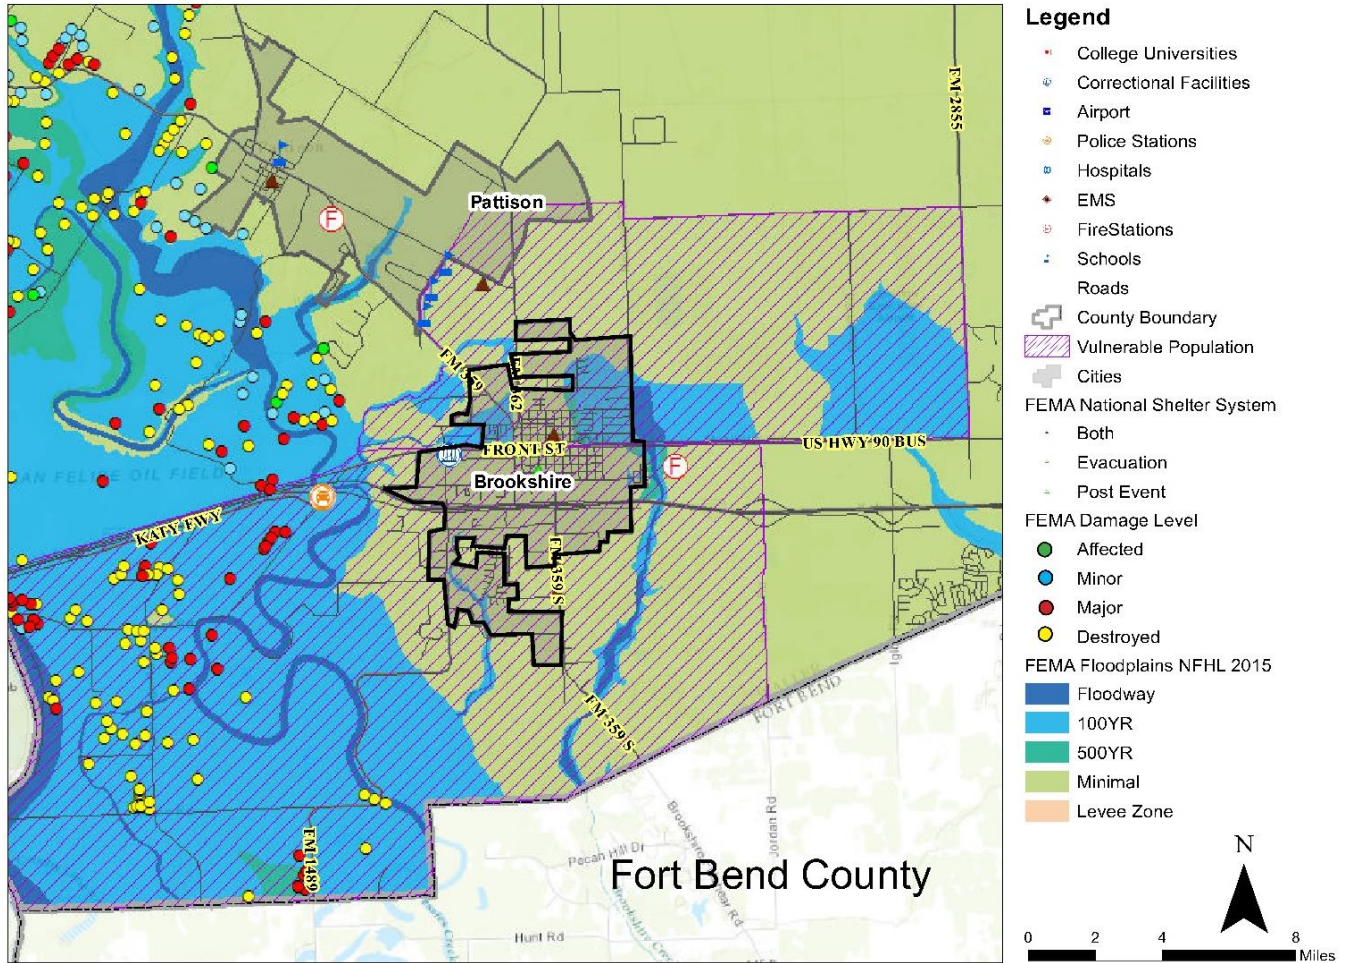 Legend
College Universities
Correctional Facilities
Airport
Police Stations
Hospitals
EMS
FireStations
Schools
Roads
County Boundary
Vulnerable Population
Cities
FEMA National Shelter System
Both
Evacuation
Post Event
FEMA Damage Level
Affected
Minor
Major
Destroyed
FEMA Floodplains NFHL 2015
Floodway
100YR
500YR
Minimal
Levee Zone
N
0 2 4 8
Miles
FM 2855
Pattison
F
FRONT ST
US HWY 90 BUS
F
Brookshire
KATY FWY
FM 359 S
FM 359 S
FORT BEND
FM 1489
Pecan Hill Dr
Jordan Rd
Fort Bend County
Hunt Rd